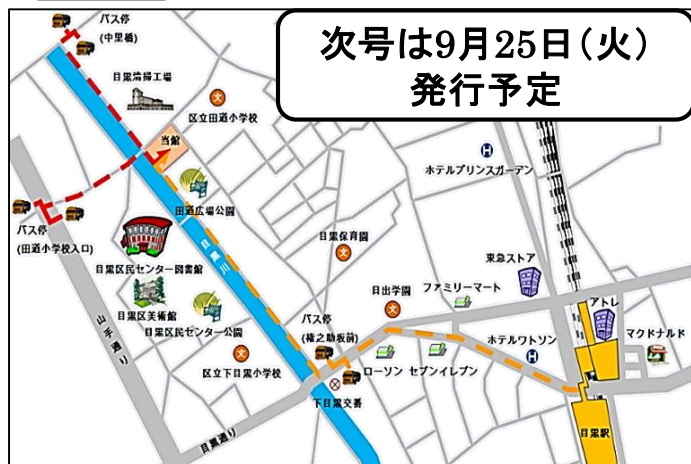 次号は9月25日(火)
発行予定
バス停
(中里橋)
目黒清掃工場
区立田道小学校
当館
ホテルプリンスガーデン
バス停
(田道小学校入口)
田道広場公園
目黒川
目黒保育園
目黒区民センター図書館
東急ストア
ファミリーマート
日出学園
目黒区美術館
目黒区民センター公園
アトレ
マクドナルド
バス停
(権之助坂前)
山手通り
ホテルワトソン
区立下目黒小学校
ローソン
セブンイレブン
下目黒交番
目黒通り
目黒駅